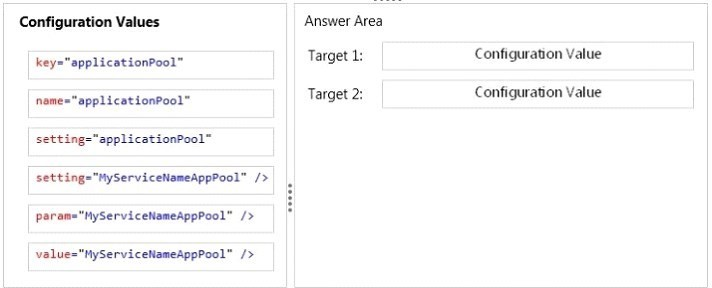 Configuration Values
key="applicationPool"
name="applicationPool"
setting="applicationPool"
setting="MyServiceNameAppPool" />
param="MyServiceNameAppPool" />
value="MyServiceNameAppPool" />
Answer Area
Target 1: Configuration Value
Target 2: Configuration Value